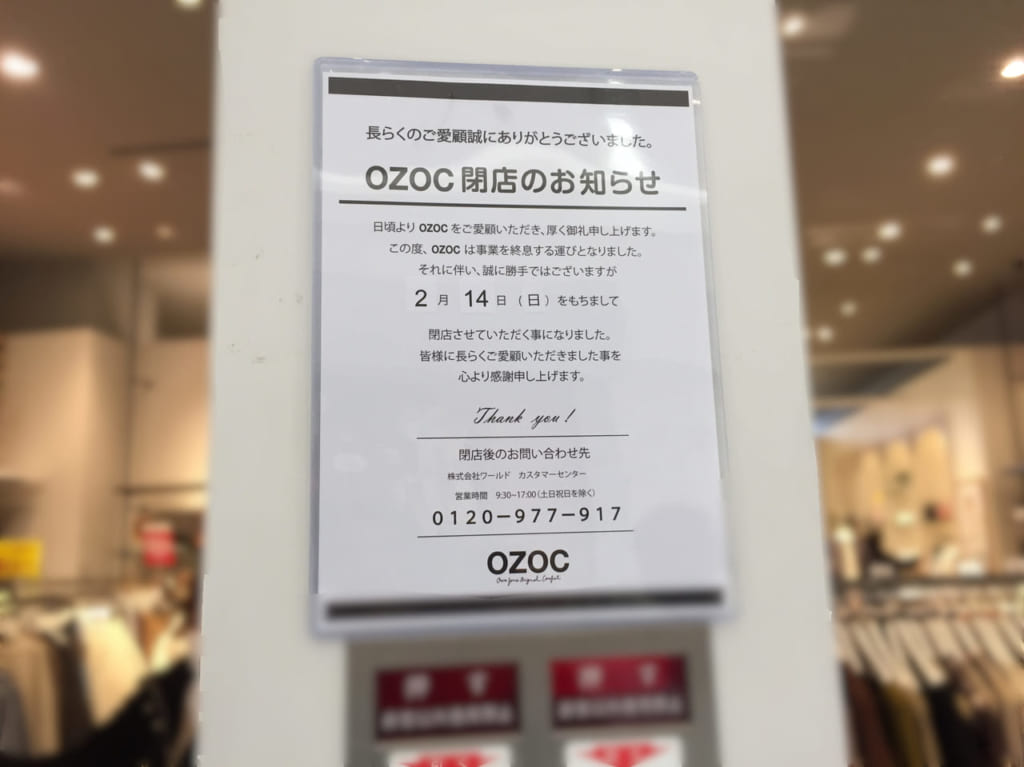 長らくのご愛顧誠にありがとうございました。
OZOC 閉店のお知らせ
日頃より OZOC をご愛顧いただき、厚く御礼申し上げます。
この度、OZOC は事業を終息する運びとなりました。
それに伴い、誠に勝手ではございますが
2 月 14 日 (日) をもちまして
閉店させていただく事になりました。
皆様に長らくご愛顧いただきました事を
心より感謝申し上げます。
Thank you!
閉店後のお問い合わせ先
株式会社ワールド カスタマーセンター
営業時間 9:30~17:00(土日祝日を除く)
0120-977-917
OZOC